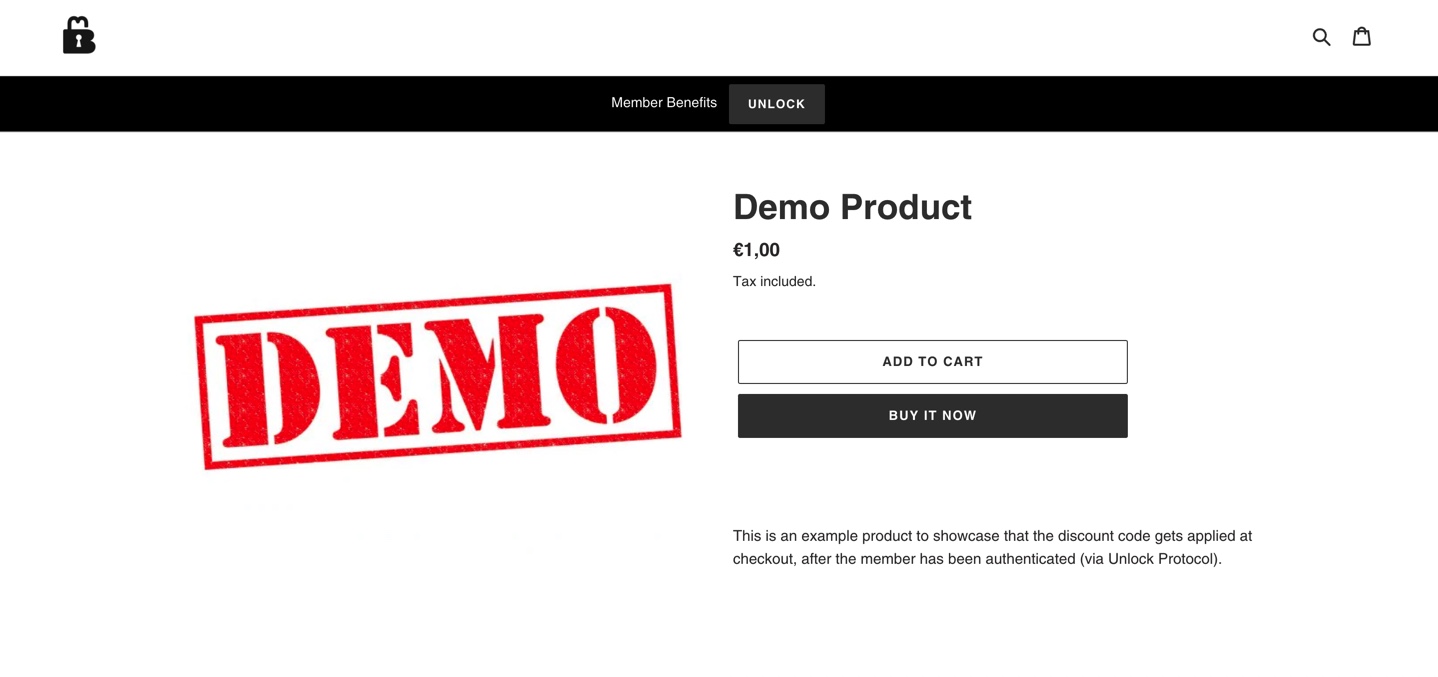 Member Benefits
UNLOCK
Demo Product
€1,00
Tax included.
DEMO
ADD TO CART
BUY IT NOW
This is an example product to showcase that the discount code gets applied at
checkout, after the member has been authenticated (via Unlock Protocol).